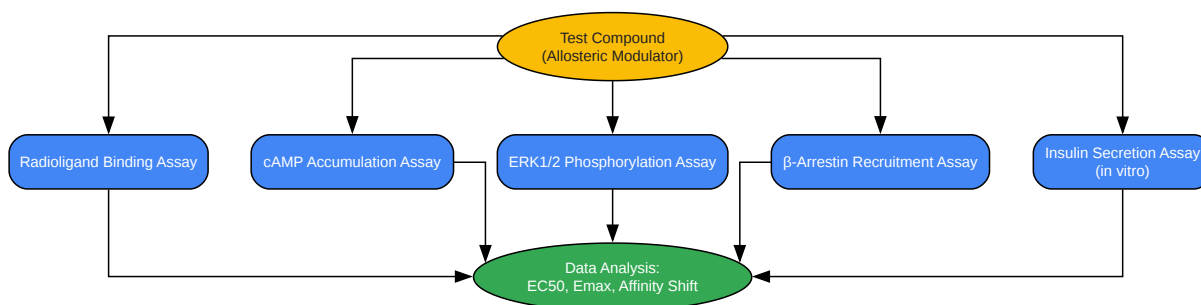 Test Compound
(Allosteric Modulator)
Radioligand Binding Assay
cAMP Accumulation Assay
ERK1/2 Phosphorylation Assay
β-Arrestin Recruitment Assay
Insulin Secretion Assay
(in vitro)
Data Analysis:
EC50, Emax, Affinity Shift